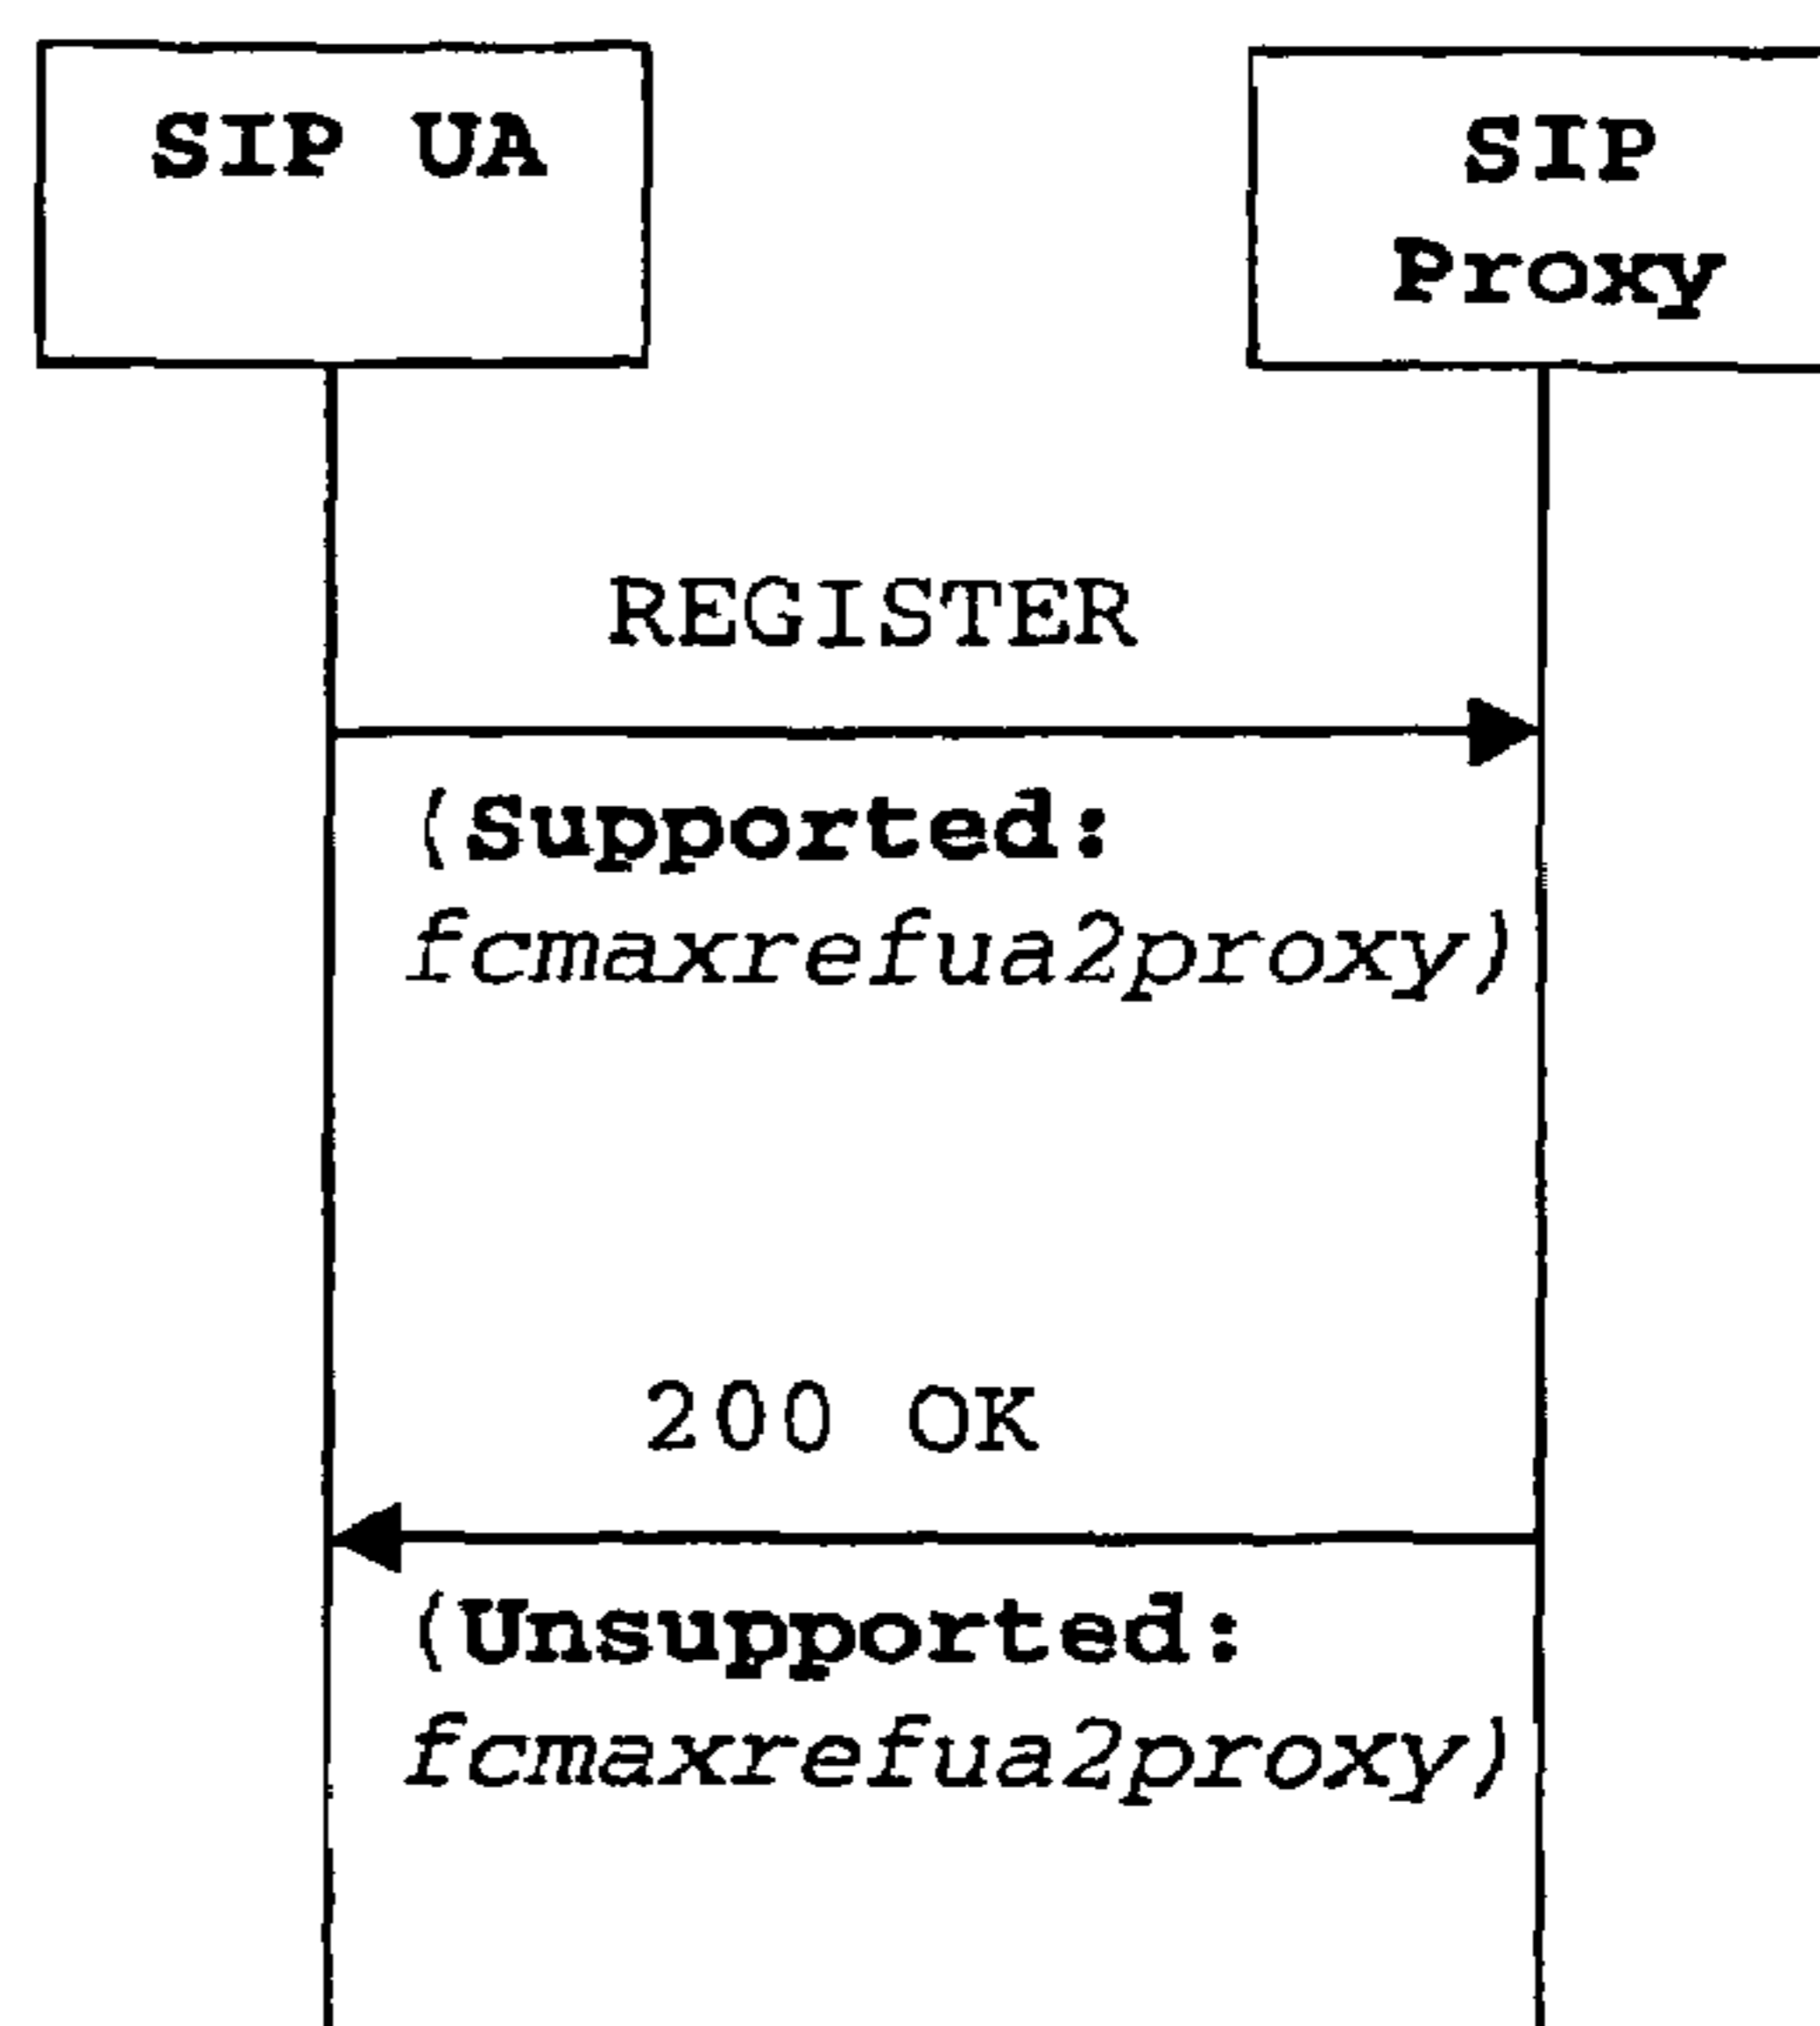 SIP UA
SIP
Proxy
REGISTER
(Supported:
fcmaxrefua2proxy)
200 OK
(Unsupported:
fcmaxrefua2proxy)